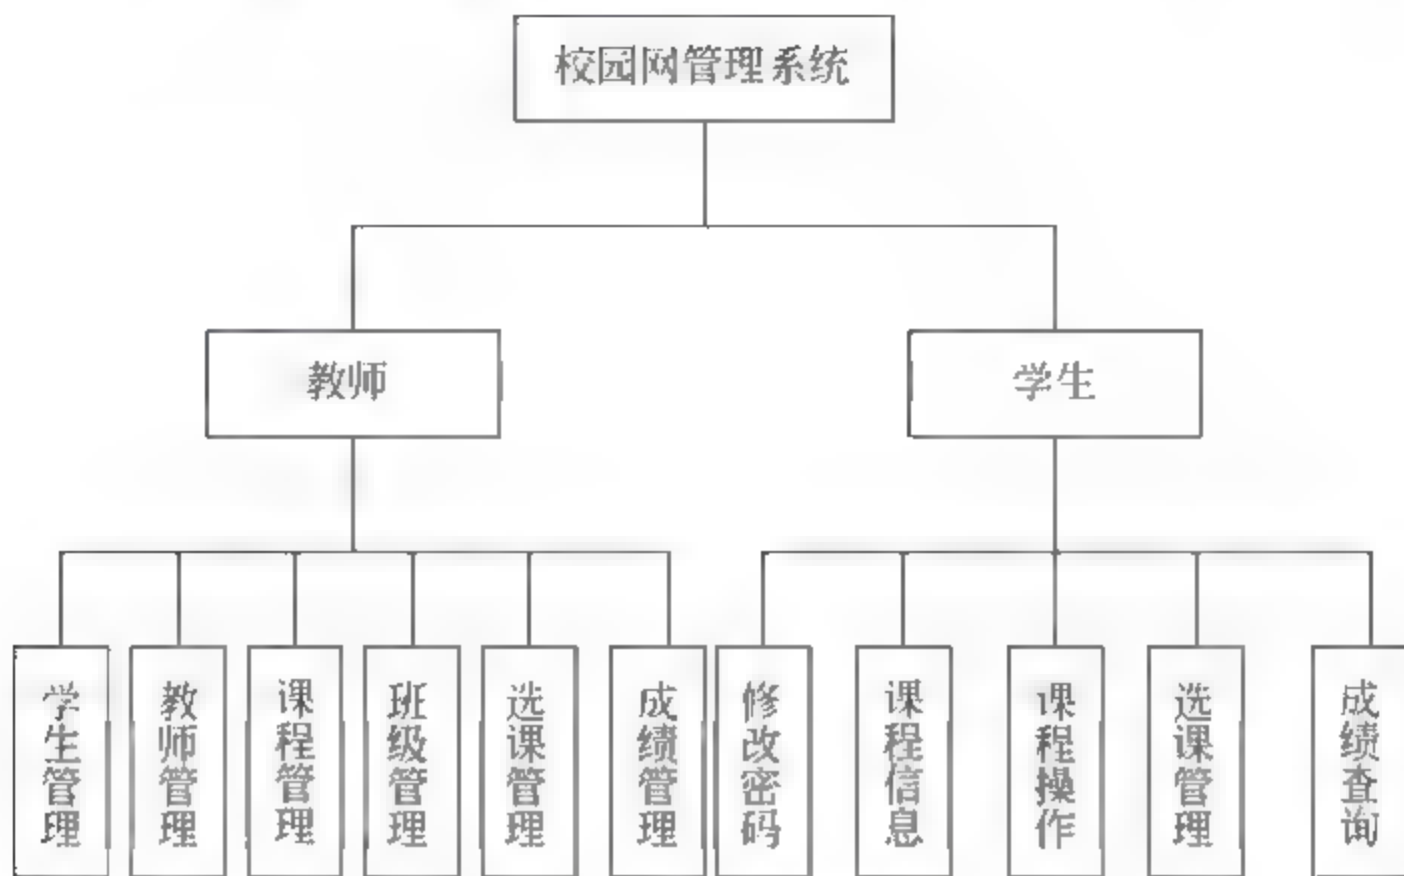 校园网管理系统
教师
学生
学生管理
教师管理
课程管理
班级管理
选课管理
成绩管理
修改密码
课程信息
课程操作
选课管理
成绩查询